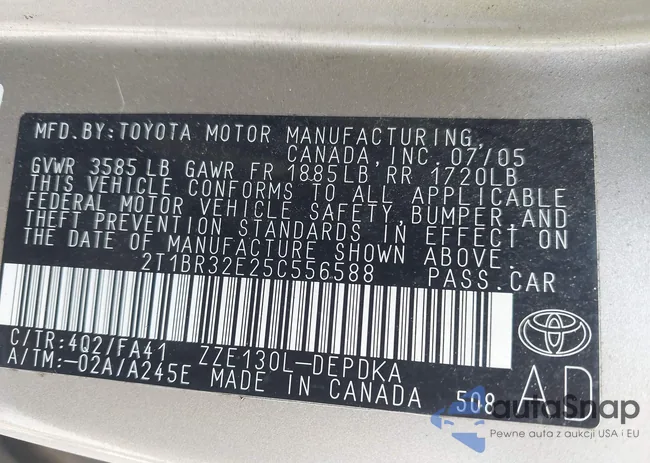 MFD.BY:TOYOTA MOTOR MANUFACTURING,
CANADA, INC. 07/05
GVWR 3585 LB GAWR FR 1885LB RR 1720LB
THIS VEHICLE CONFORMS TO ALL APPLICABLE
FEDERAL MOTOR VEHICLE SAFETY, BUMPER, AND
THEFT PREVENTION STANDARDS IN EFFECT ON
THE DATE OF MANUFACTURE SHOWN ABOVE.
2T1BR32E25C556588 PASS.CAR
C/TR:4Q2/FA41 ZZE130L-DEPDKA
A/TM:-02A/A245E MADE IN CANADA 508
AD
autaSnap
Pewne auta z aukcji USA i EU